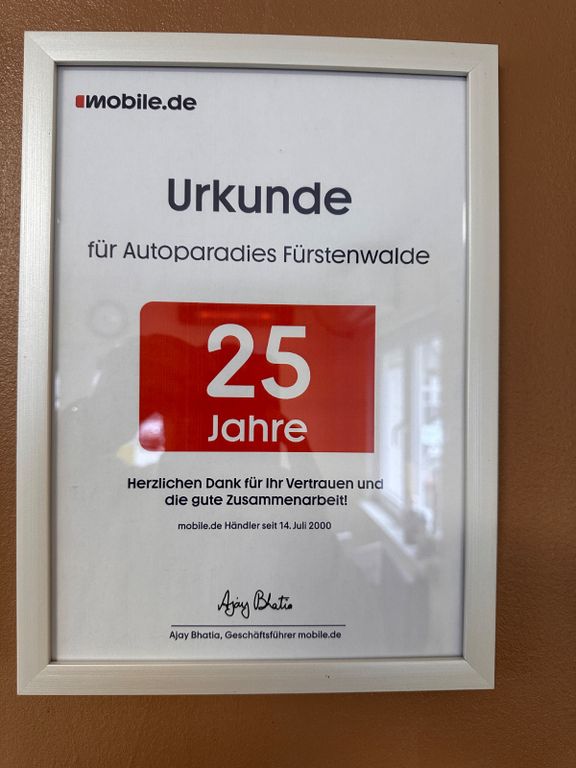 mobile.de
Urkunde
für Autoparadies Fürstenwalde
25
Jahre
Herzlichen Dank für Ihr Vertrauen und
die gute Zusammenarbeit!
mobile.de Händler seit 14. Juli 2000
Ajay Bhatia
Ajay Bhatia, Geschäftsführer mobile.de